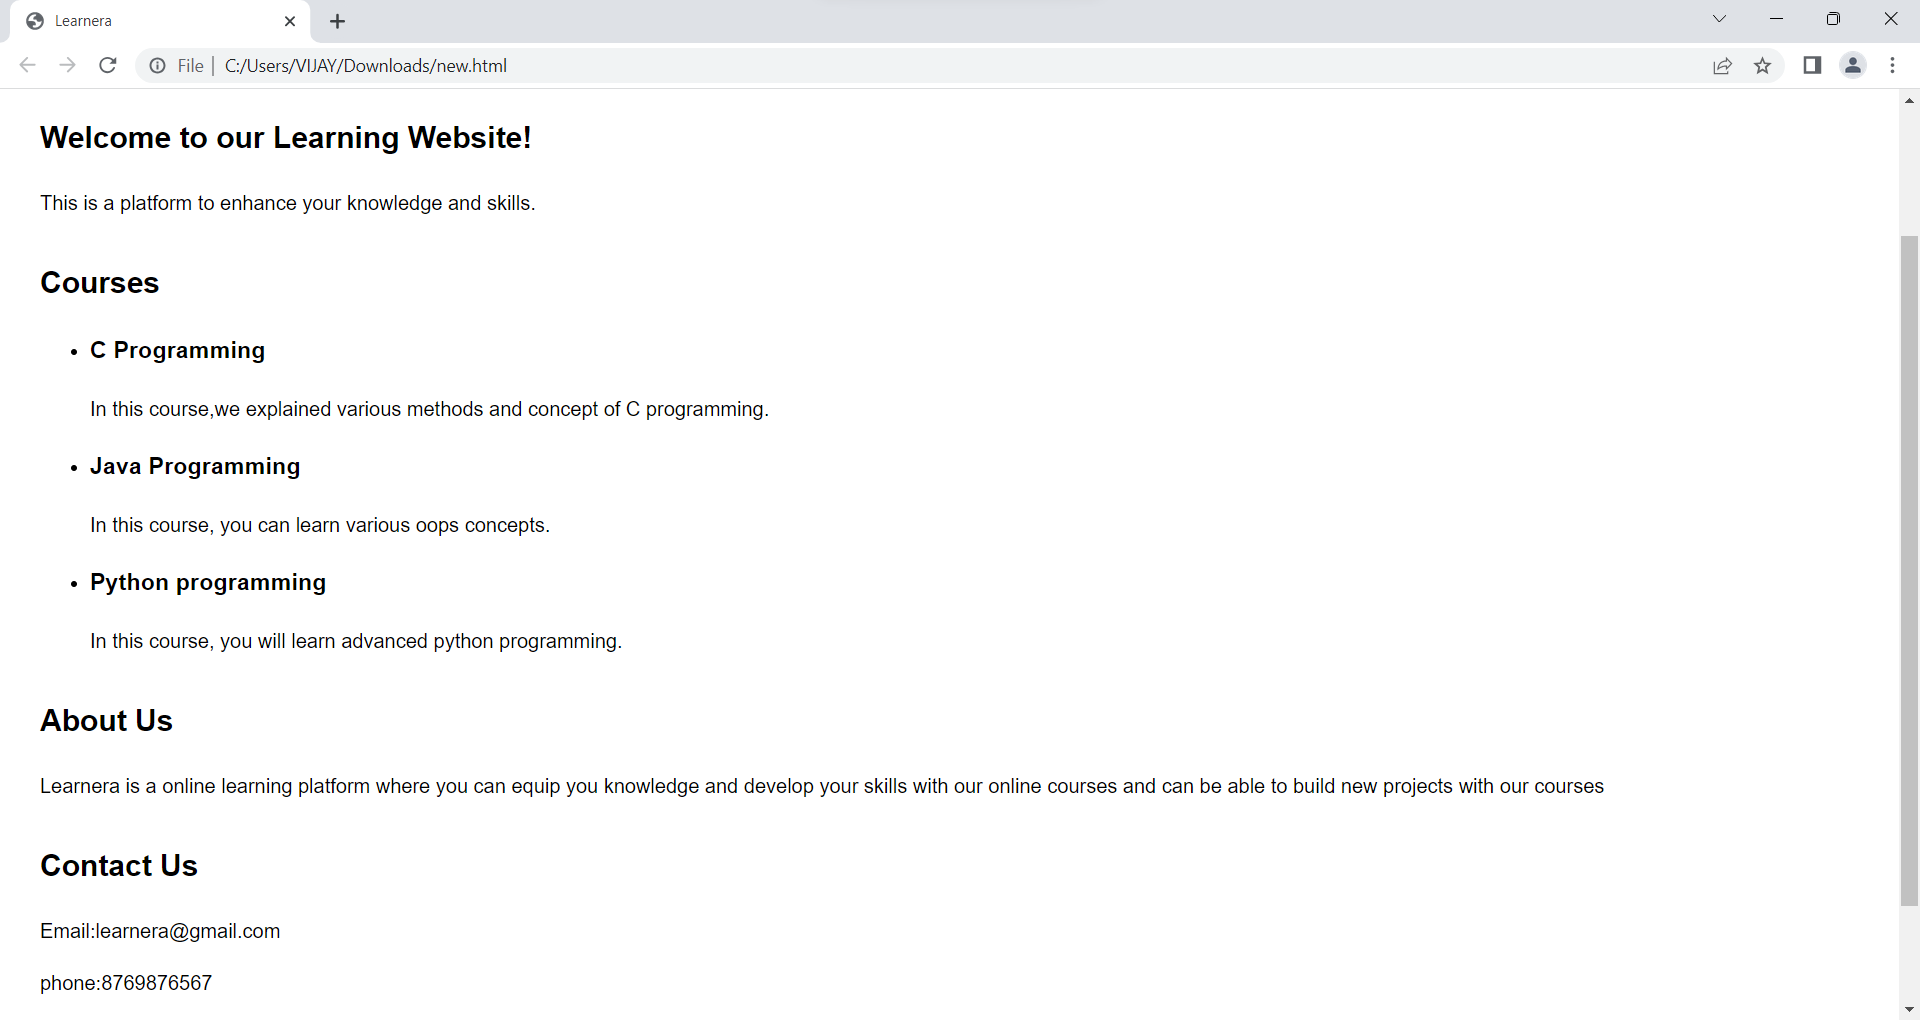 Learnera
File | C:/Users/VIJAY/Downloads/new.html
Welcome to our Learning Website!
This is a platform to enhance your knowledge and skills.
Courses
• C Programming
In this course,we explained various methods and concept of C programming.
• Java Programming
In this course, you can learn various oops concepts.
• Python programming
In this course, you will learn advanced python programming.
About Us
Learnera is a online learning platform where you can equip you knowledge and develop your skills with our online courses and can be able to build new projects with our courses
Contact Us
Email:learnera@gmail.com
phone:8769876567